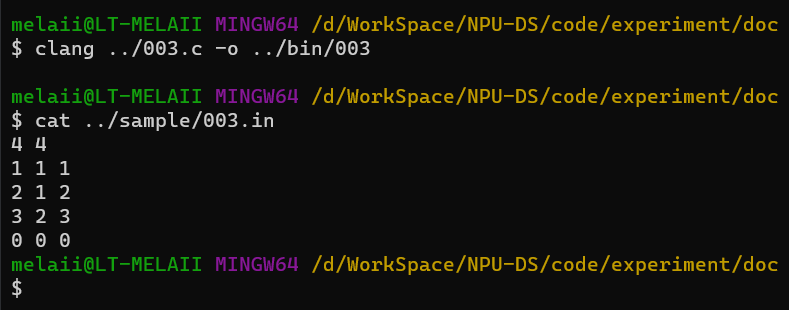 melaii@LT-MELAII MINGW64 /d/WorkSpace/NPU-DS/code/experiment/doc
$ clang ../003.c -o ../bin/003
melaii@LT-MELAII MINGW64 /d/WorkSpace/NPU-DS/code/experiment/doc
$ cat ../sample/003.in
4 4
1 1 1
2 1 2
3 2 3
0 0 0
melaii@LT-MELAII MINGW64 /d/WorkSpace/NPU-DS/code/experiment/doc
$